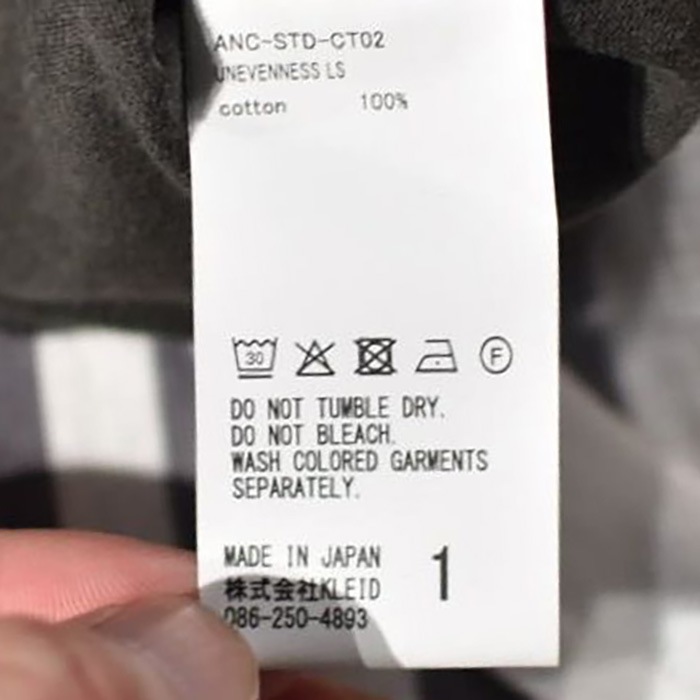 ANC-STD-CT02
UNEVENNESS LS
cotton 100%
30 F
DO NOT TUMBLE DRY.
DO NOT BLEACH.
WASH COLORED GARMENTS
SEPARATELY.
MADE IN JAPAN 1
株式会社KLEID
086-250-4893